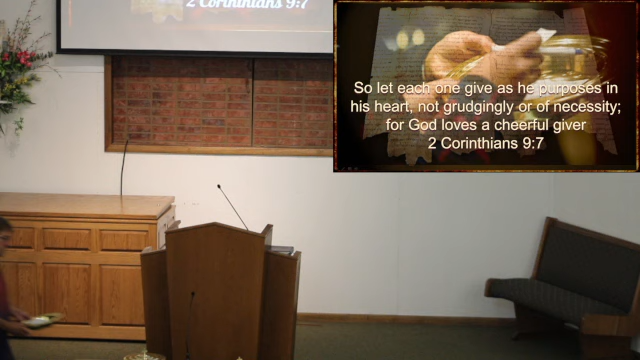 2 Corinthians 9:7
So let each one give as he purposes in
his heart, not grudgingly or of necessity;
for God loves a cheerful giver
2 Corinthians 9:7